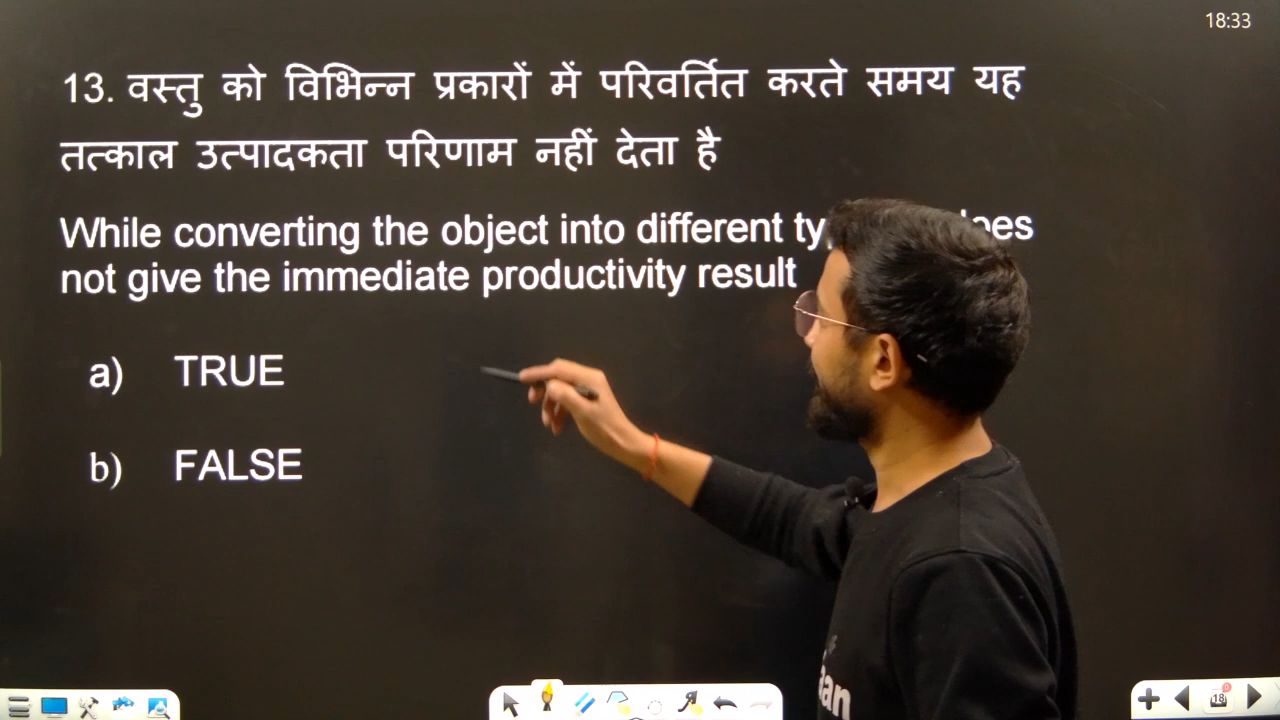 18:33
13. वस्तु को विभिन्न प्रकारों में परिवर्तित करते समय यह
तत्काल उत्पादकता परिणाम नहीं देता है
While converting the object into different
not give the immediate productivity result
a) TRUE
b) FALSE
18